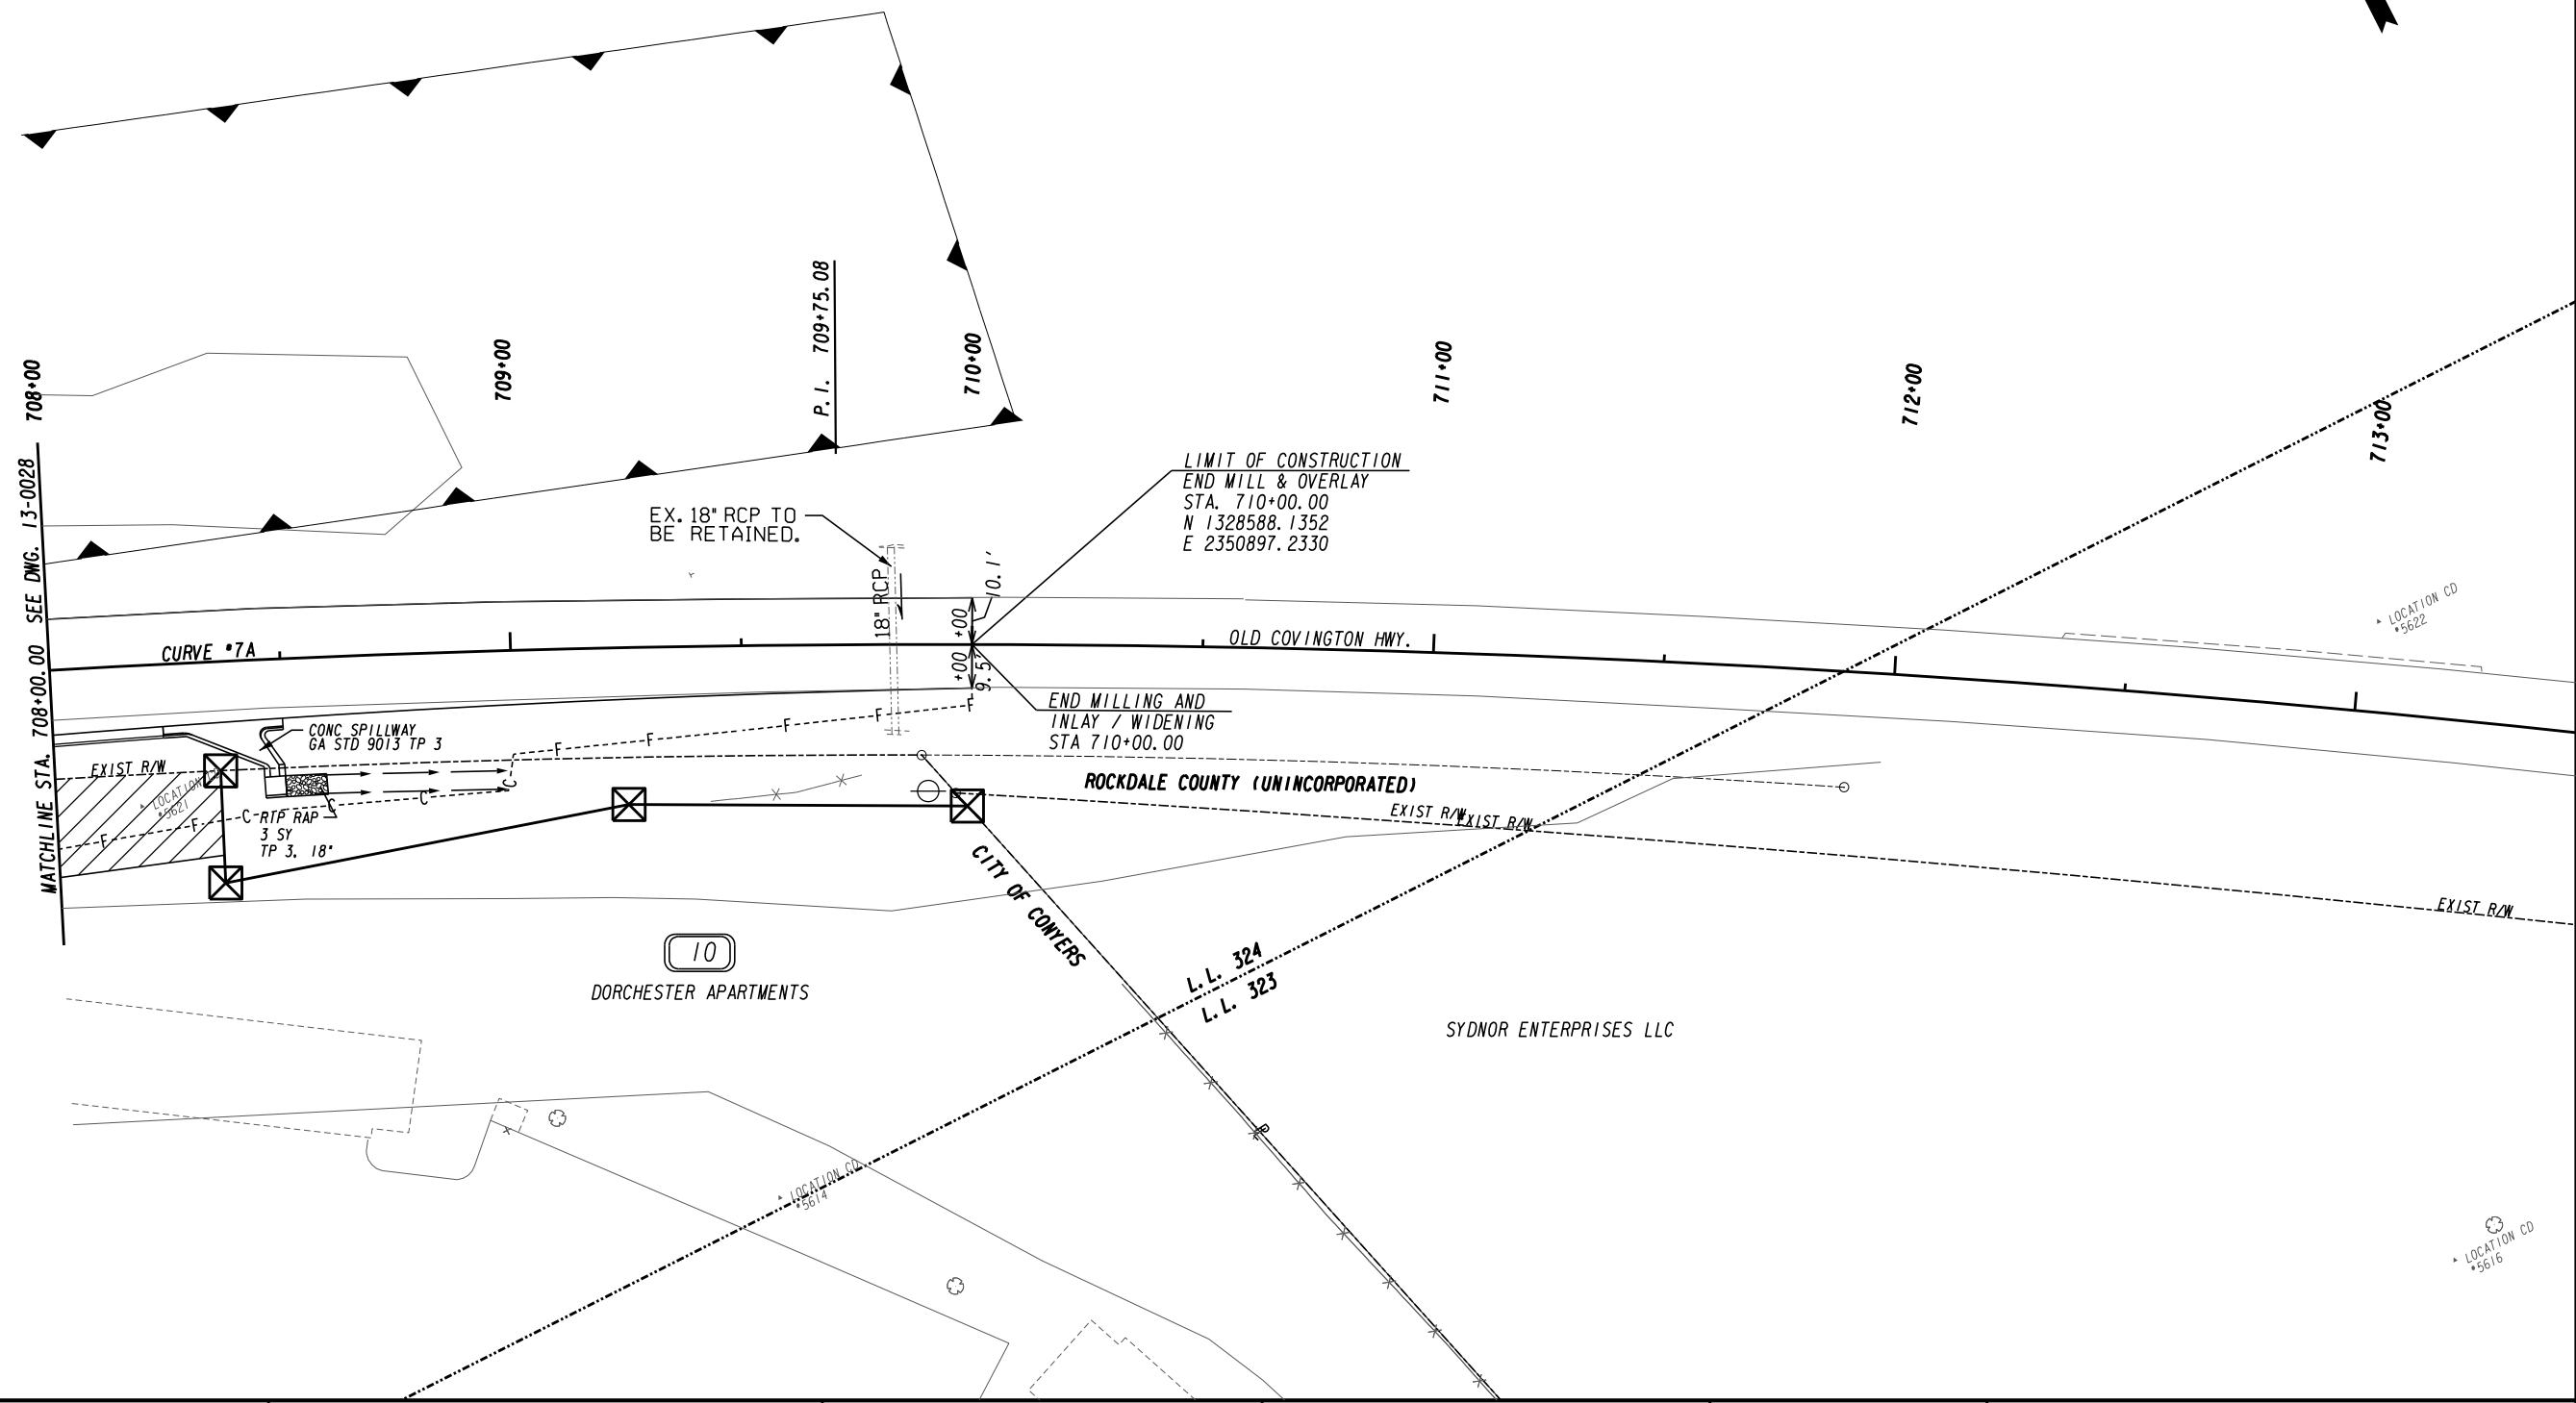 708+00
709+00
P.I. 709+75.08
710+00
711+00
712+00
713+00
MATCHLINE STA. 708+00.00 SEE DWG. 13-0028
LIMIT OF CONSTRUCTION
END MILL & OVERLAY
STA. 710+00.00
N 1328588.1352
E 2350897.2330
EX. 18" RCP TO
BE RETAINED.
18" RCP
+00
10.1'
+00
9.5'
CURVE #7A
OLD COVINGTON HWY.
LOCATION CD
#5622
END MILLING AND
INLAY / WIDENING
STA 710+00.00
CONC SPILLWAY
GA STD 9013 TP 3
EXIST R/W
LOCATION CD
#5621
F
F
F
F
F
F
F
C
C
C
C
RIP RAP
3 SY
TP 3, 18"
ROCKDALE COUNTY (UNINCORPORATED)
EXIST R/W
EXIST R/W
EXIST R/W
CITY OF CONYERS
10
DORCHESTER APARTMENTS
L.L. 324
L.L. 323
SYDNOR ENTERPRISES LLC
LOCATION CD
#5614
LOCATION CD
#5616